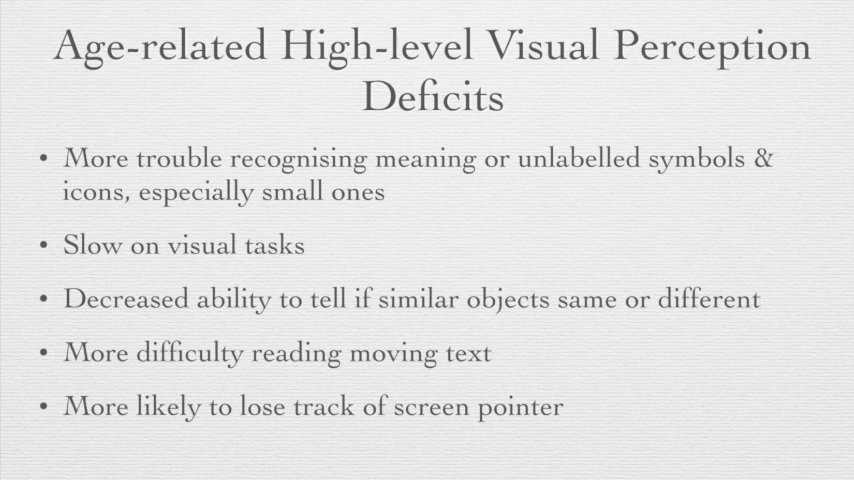 Age-related High-level Visual Perception
Deficits
• More trouble recognising meaning or unlabelled symbols &
icons, especially small ones
• Slow on visual tasks
• Decreased ability to tell if similar objects same or different
• More difficulty reading moving text
• More likely to lose track of screen pointer